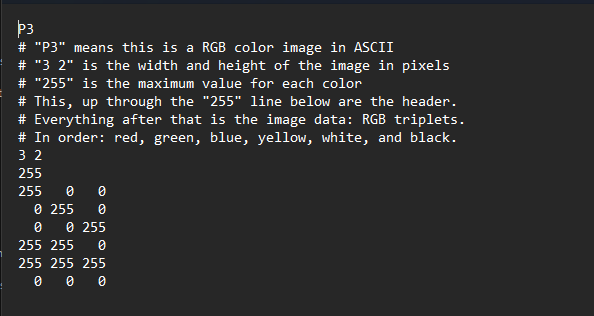 P3
# "P3" means this is a RGB color image in ASCII
# "3 2" is the width and height of the image in pixels
# "255" is the maximum value for each color
# This, up through the "255" line below are the header.
# Everything after that is the image data: RGB triplets.
# In order: red, green, blue, yellow, white, and black.
3 2
255
255   0   0
  0 255   0
  0   0 255
255 255   0
255 255 255
  0   0   0